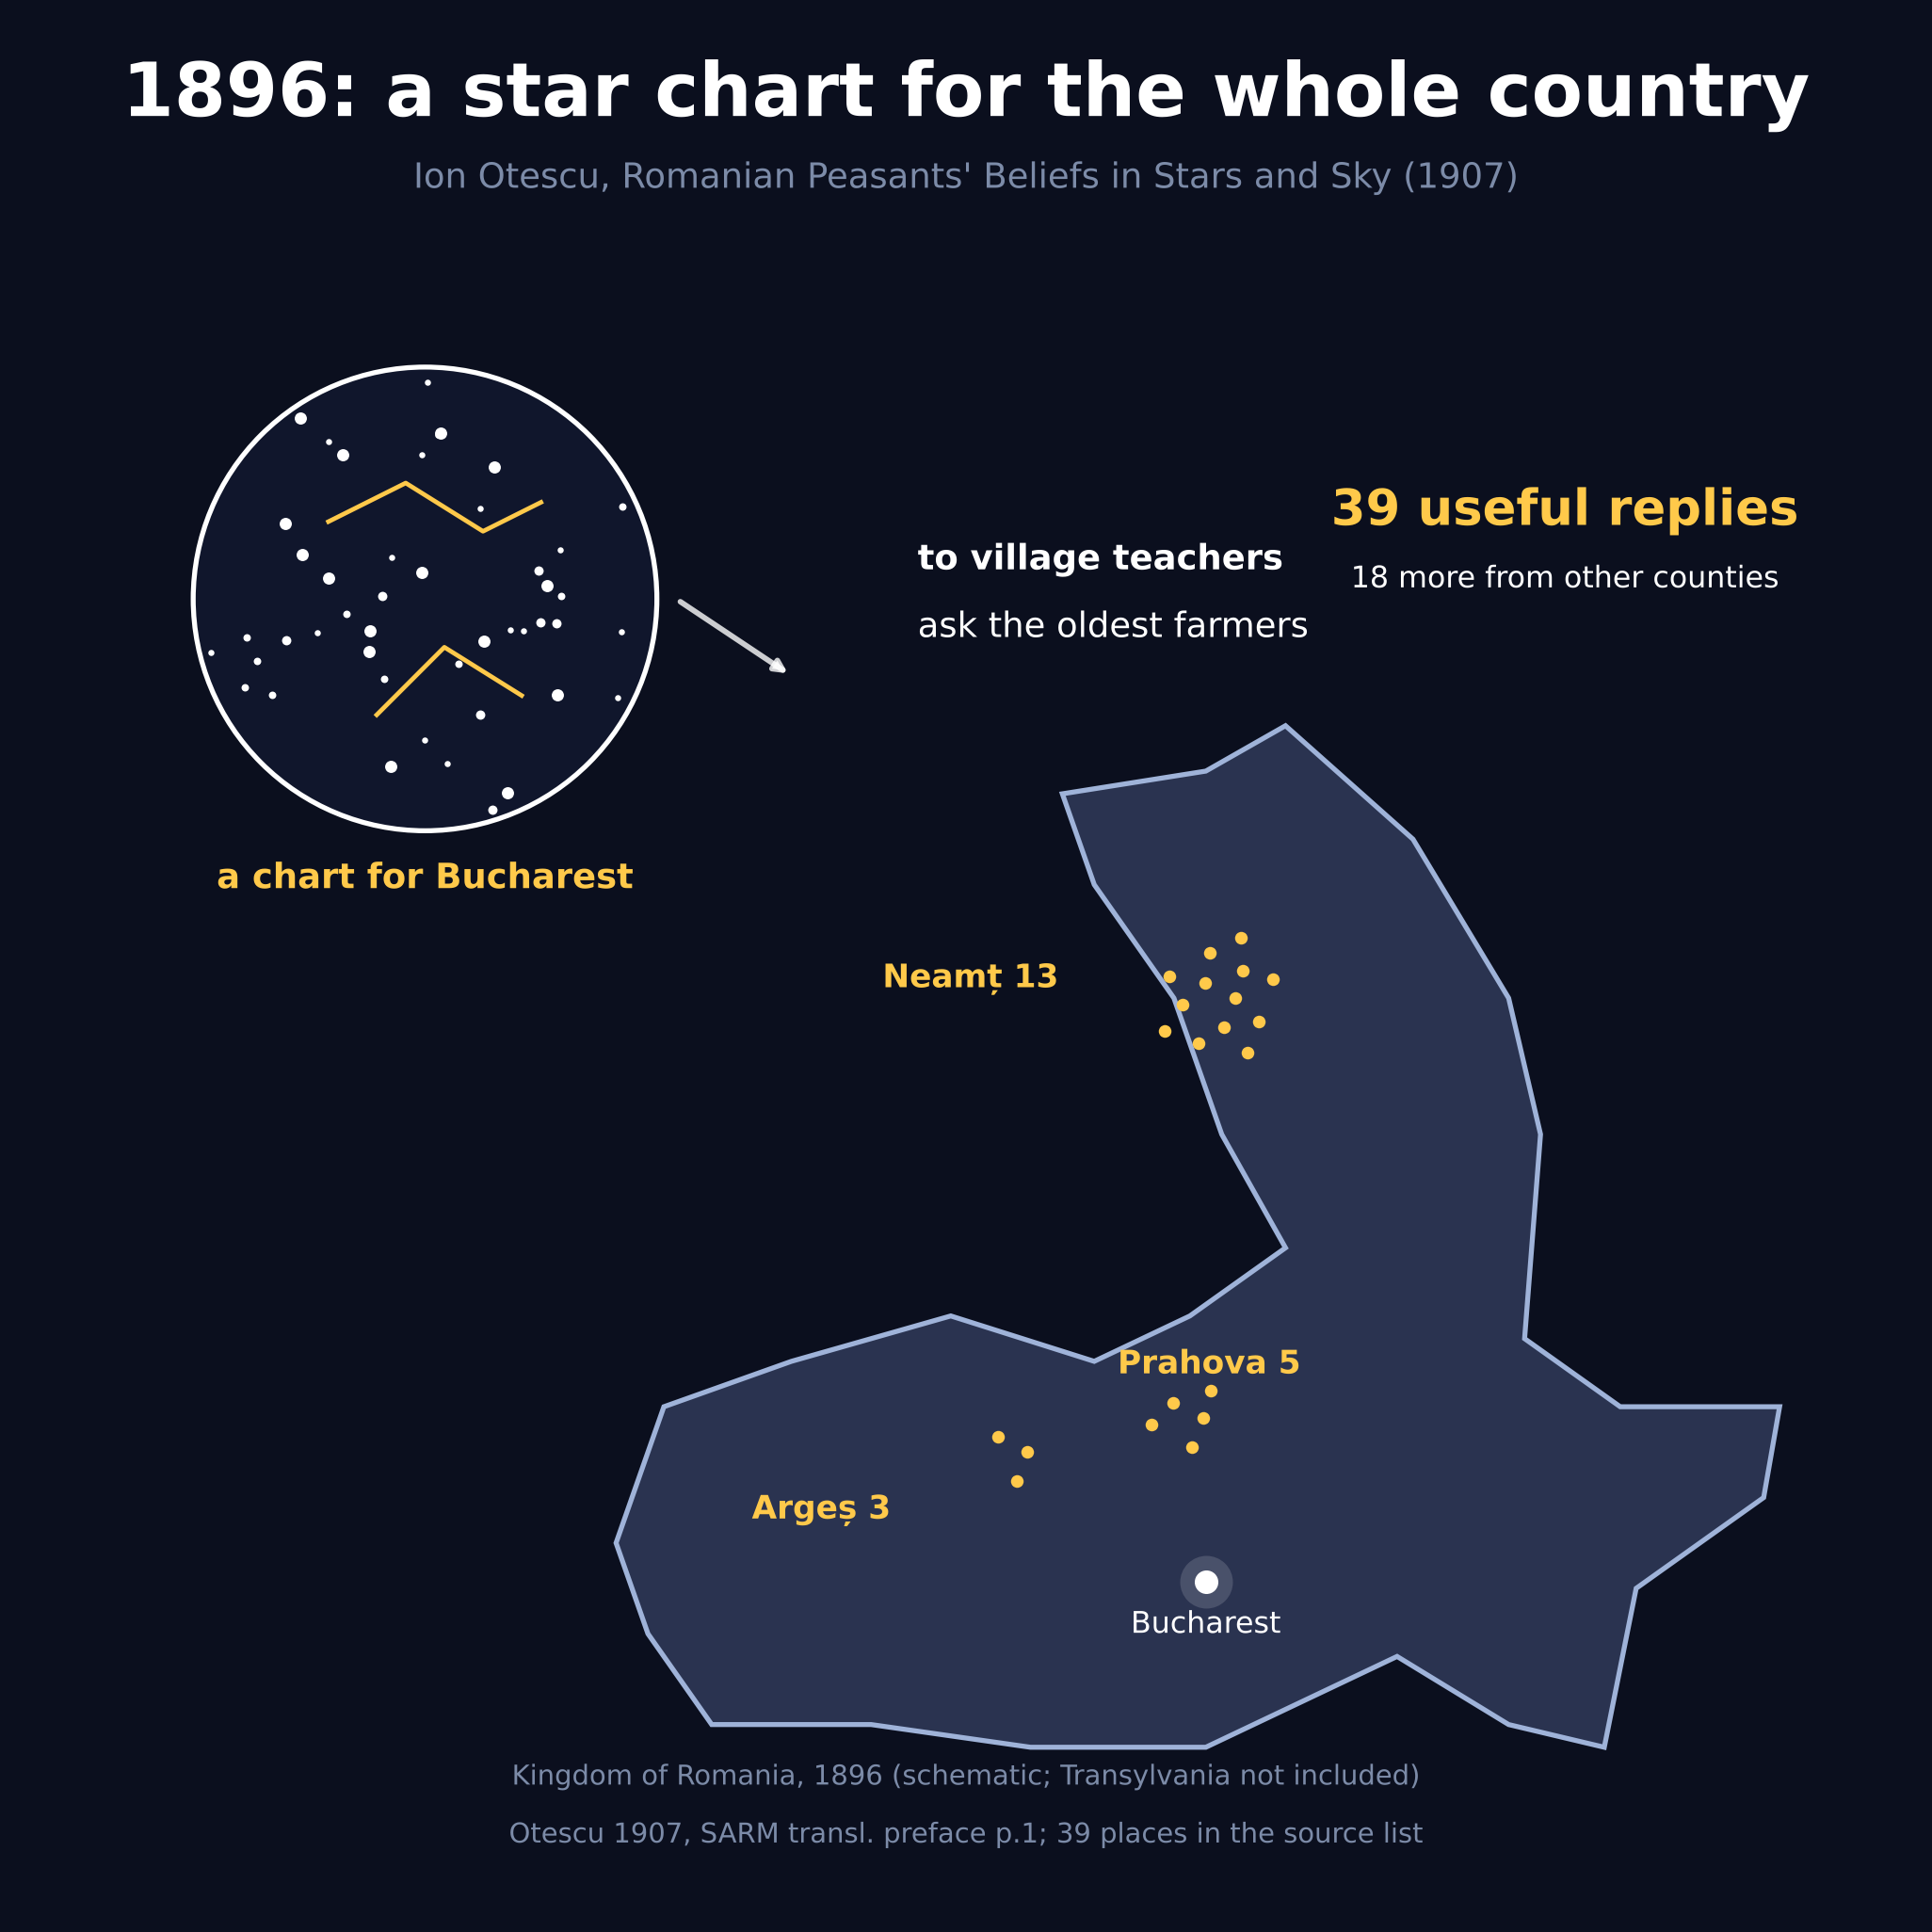 1896: a star chart for the whole country
Ion Otescu, Romanian Peasants' Beliefs in Stars and Sky (1907)
39 useful replies
18 more from other counties
to village teachers
ask the oldest farmers
a chart for Bucharest
Neamț 13
Prahova 5
Argeș 3
Bucharest
Kingdom of Romania, 1896 (schematic; Transylvania not included)
Otescu 1907, SARM transl. preface p.1; 39 places in the source list